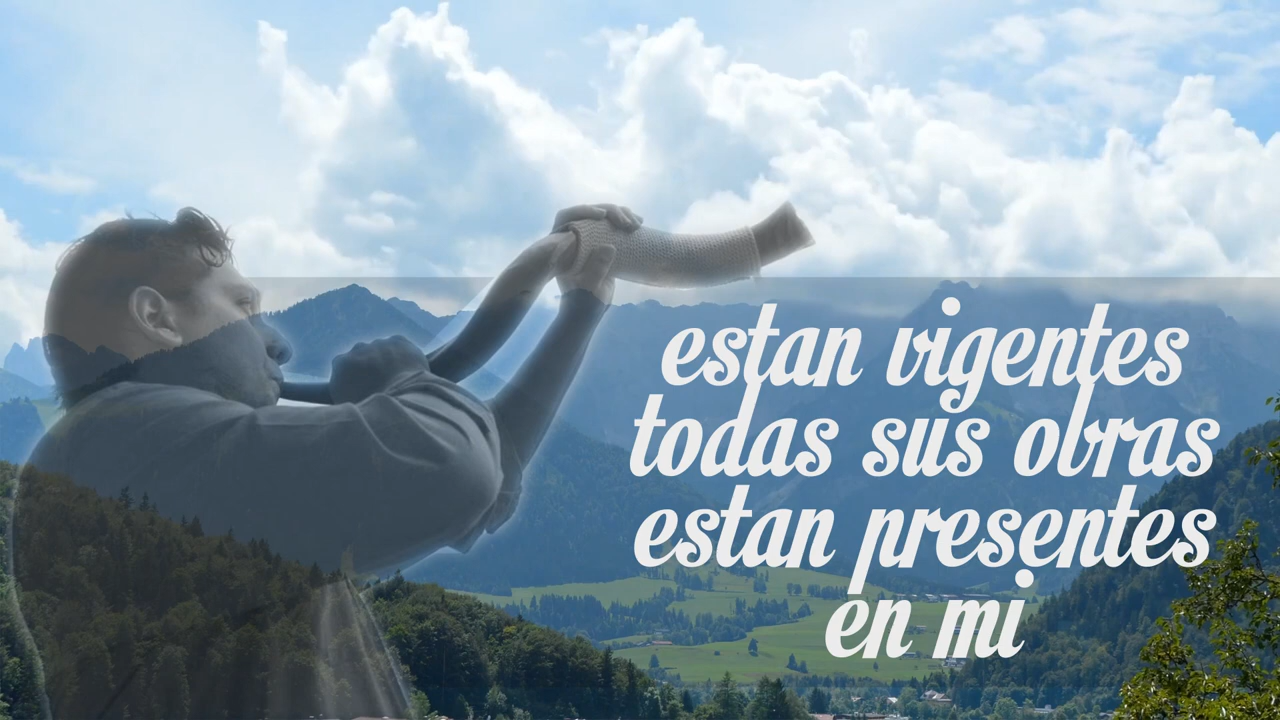 estan vigentes
todas sus obras
estan presentes
en mi